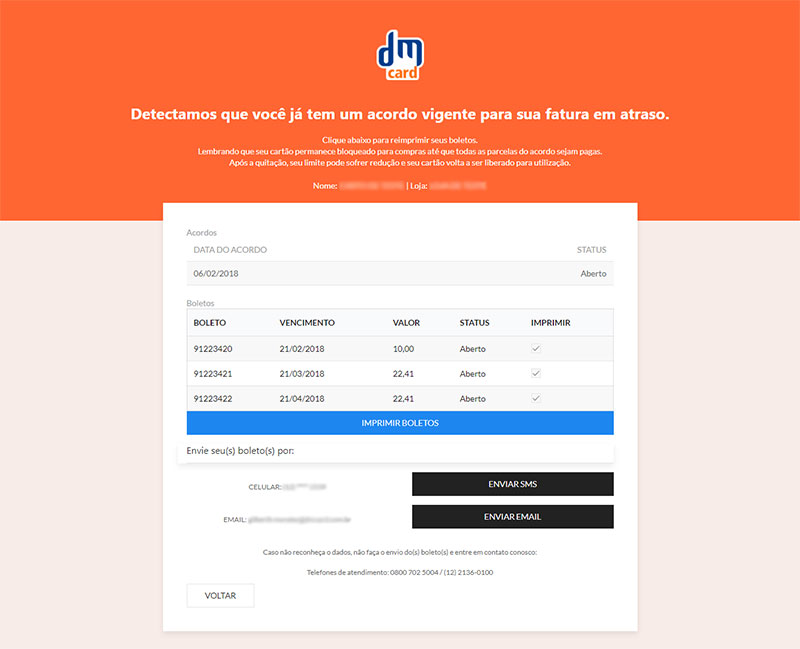 dm
card
Detectamos que você já tem um acordo vigente para sua fatura em atraso.
Clique abaixo para reimprimir seus boletos.
Lembrando que seu cartão permanece bloqueado para compras até que todas as parcelas do acordo sejam pagas.
Após a quitação, seu limite pode sofrer redução e seu cartão volta a ser liberado para utilização.
Nome: | Loja:
Acordos
DATA DO ACORDO STATUS
06/02/2018 Aberto
Boletos
BOLETO VENCIMENTO VALOR STATUS IMPRIMIR
91223420 21/02/2018 10,00 Aberto
91223421 21/03/2018 22,41 Aberto
91223422 21/04/2018 22,41 Aberto
IMPRIMIR BOLETOS
Envie seu(s) boleto(s) por:
CELULAR: ENVIAR SMS
EMAIL: ENVIAR EMAIL
Caso não reconheça o dados, não faça o envio do(s) boleto(s) e entre em contato conosco:
Telefones de atendimento: 0800 702 5004 / (12) 2136-0100
VOLTAR